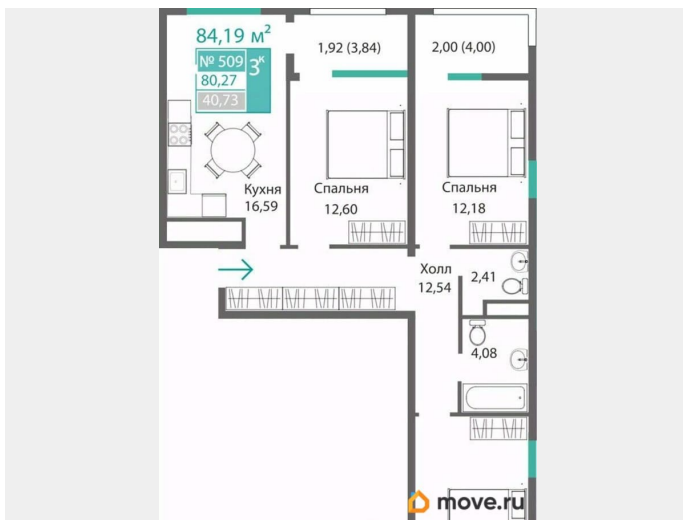 84,19 м²
№ 509
3к
80,27
40,73
1,92 (3,84)
2,00 (4,00)
Кухня
16,59
Спальня
12,60
Спальня
12,18
Холл
12,54
2,41
4,08
move.ru